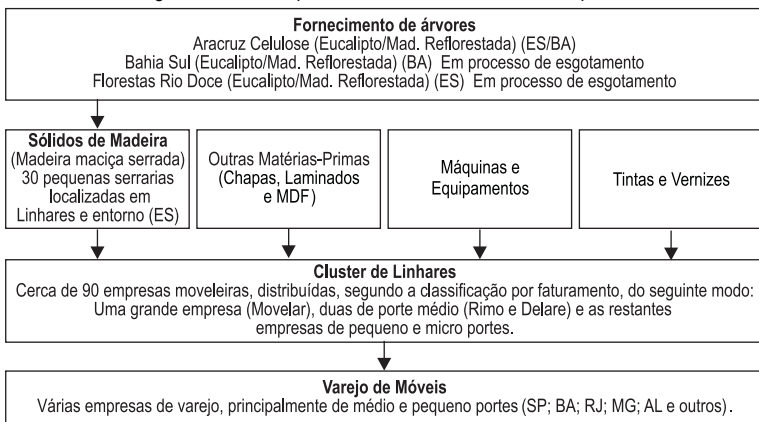 Fornecimento de árvores
Aracruz Celulose (Eucalipto/Mad. Reflorestada) (ES/BA)
Bahia Sul (Eucalipto/Mad. Reflorestada) (BA) Em processo de esgotamento
Florestas Rio Doce (Eucalipto/Mad. Reflorestada) (ES) Em processo de esgotamento
Sólidos de Madeira
(Madeira maciça serrada)
30 pequenas serrarias
localizadas em
Linhares e entorno (ES)
Outras Matérias-Primas
(Chapas, Laminados
e MDF)
Máquinas e
Equipamentos
Tintas e Vernizes
Cluster de Linhares
Cerca de 90 empresas moveleiras, distribuídas, segundo a classificação por faturamento, do seguinte modo:
Uma grande empresa (Movelar), duas de porte médio (Rimo e Delare) e as restantes
empresas de pequeno e micro portes.
Varejo de Móveis
Várias empresas de varejo, principalmente de médio e pequeno portes (SP; BA; RJ; MG; AL e outros).